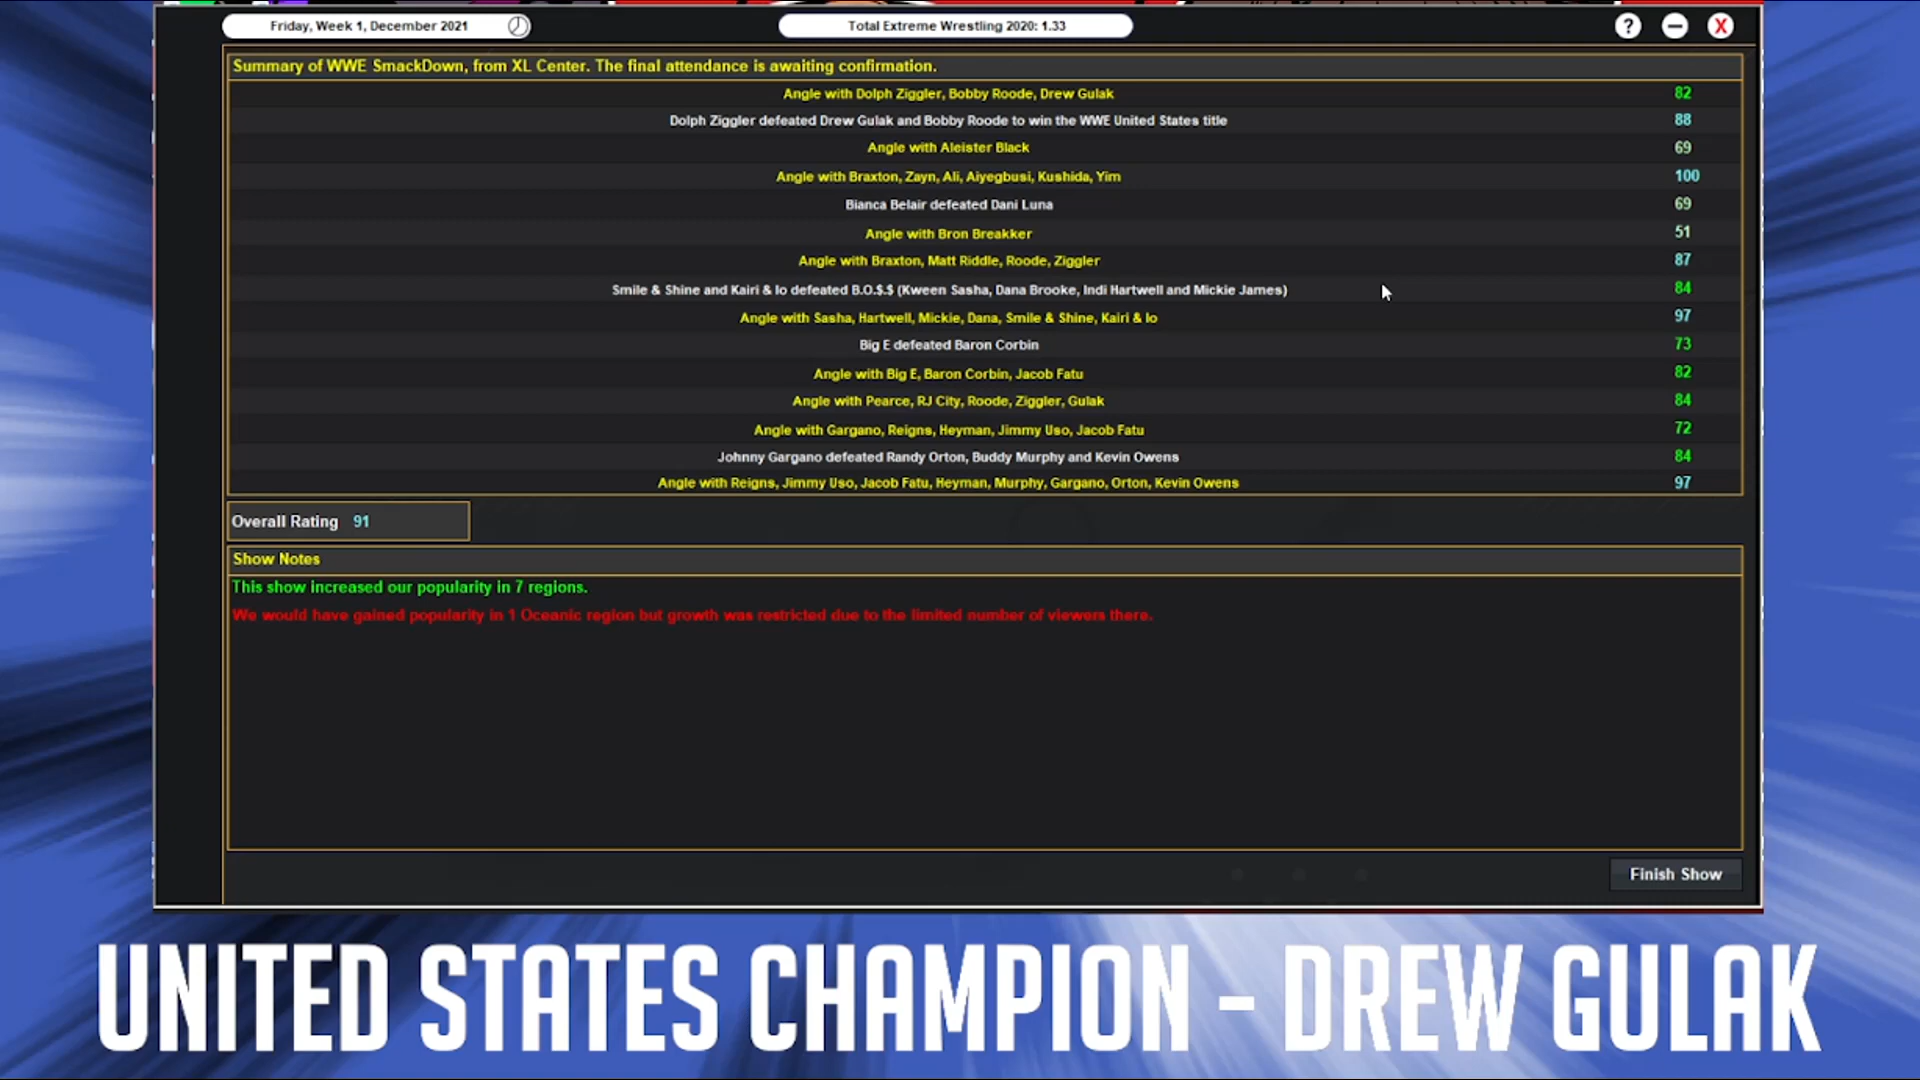 Friday, Week 1, December 2021
Total Extreme Wrestling 2020: 1.33
?
X
Summary of WWE SmackDown, from XL Center. The final attendance is awaiting confirmation.
Angle with Dolph Ziggler, Bobby Roode, Drew Gulak 82
Dolph Ziggler defeated Drew Gulak and Bobby Roode to win the WWE United States title 88
Angle with Aleister Black 69
Angle with Braxton, Zayn, Ali, Aiyegbusi, Kushida, Yim 100
Bianca Belair defeated Dani Luna 69
Angle with Bron Breakker 51
Angle with Braxton, Matt Riddle, Roode, Ziggler 87
Smile & Shine and Kairi & Io defeated B.O.$.$ (Kween Sasha, Dana Brooke, Indi Hartwell and Mickie James) 84
Angle with Sasha, Hartwell, Mickie, Dana, Smile & Shine, Kairi & Io 97
Big E defeated Baron Corbin 73
Angle with Big E, Baron Corbin, Jacob Fatu 82
Angle with Pearce, RJ City, Roode, Ziggler, Gulak 84
Angle with Gargano, Reigns, Heyman, Jimmy Uso, Jacob Fatu 72
Johnny Gargano defeated Randy Orton, Buddy Murphy and Kevin Owens 84
Angle with Reigns, Jimmy Uso, Jacob Fatu, Heyman, Murphy, Gargano, Orton, Kevin Owens 97
Overall Rating 91
Show Notes
This show increased our popularity in 7 regions.
We would have gained popularity in 1 Oceanic region but growth was restricted due to the limited number of viewers there.
Finish Show
UNITED STATES CHAMPION - DREW GULAK